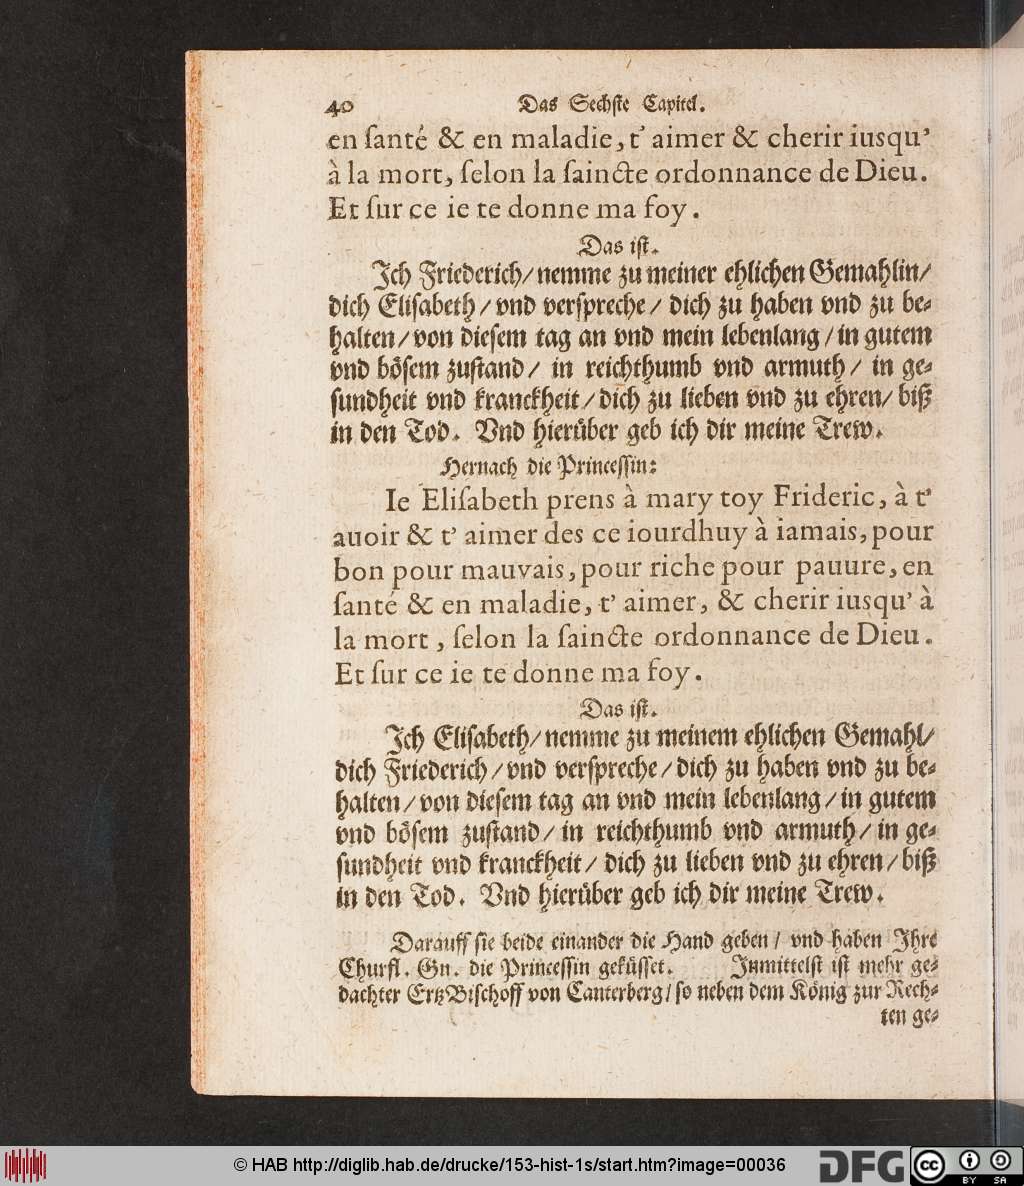 40 Das Sechste Capitel.
en ſanté & en maladie, t' aimer & cherir iusqu'
à la mort, ſelon la ſaincte ordonnance de Dieu.
Et ſur ce ie te donne ma foy.
Das iſt.
Ich Friederich/ nemme zu meiner ehlichen Gemahlin/
dich Eliſabeth/ vnd verſpreche/ dich zu haben vnd zu be-
halten/ von dieſem tag an vnd mein lebenlang/ in gutem
vnd böſem zuſtand/ in reichthumb vnd armuth/ in ge-
ſundheit vnd kranckheit/ dich zu lieben vnd zu ehren/ biß
in den Tod. Vnd hierüber geb ich dir meine Trew.
Hernach die Princeſſin:
Ie Eliſabeth prens à mary toy Frideric, à t'
auoir & t' aimer des ce iourdhuy à iamais, pour
bon pour mauvais, pour riche pour pauure, en
ſanté & en maladie, t' aimer, & cherir iusqu' à
la mort, ſelon la ſaincte ordonnance de Dieu.
Et ſur ce ie te donne ma foy.
Das iſt.
Ich Eliſabeth/ nemme zu meinem ehlichen Gemahl/
dich Friederich/ vnd verſpreche/ dich zu haben vnd zu be-
halten/ von dieſem tag an vnd mein lebenlang/ in gutem
vnd böſem zuſtand/ in reichthumb vnd armuth/ in ge-
ſundheit vnd kranckheit/ dich zu lieben vnd zu ehren/ biß
in den Tod. Vnd hierüber geb ich dir meine Trew.
Darauff ſie beide einander die Hand geben/ vnd haben Ihre
Churfl. Gn. die Princeſſin geküſſet. Inmittelſt iſt mehr ge-
dachter ErtzBiſchoff von Canterberg/ ſo neben dem König zur Rech-
ten ge-
© HAB http://diglib.hab.de/drucke/153-hist-1s/start.htm?image=00036
DFG
cc BY SA